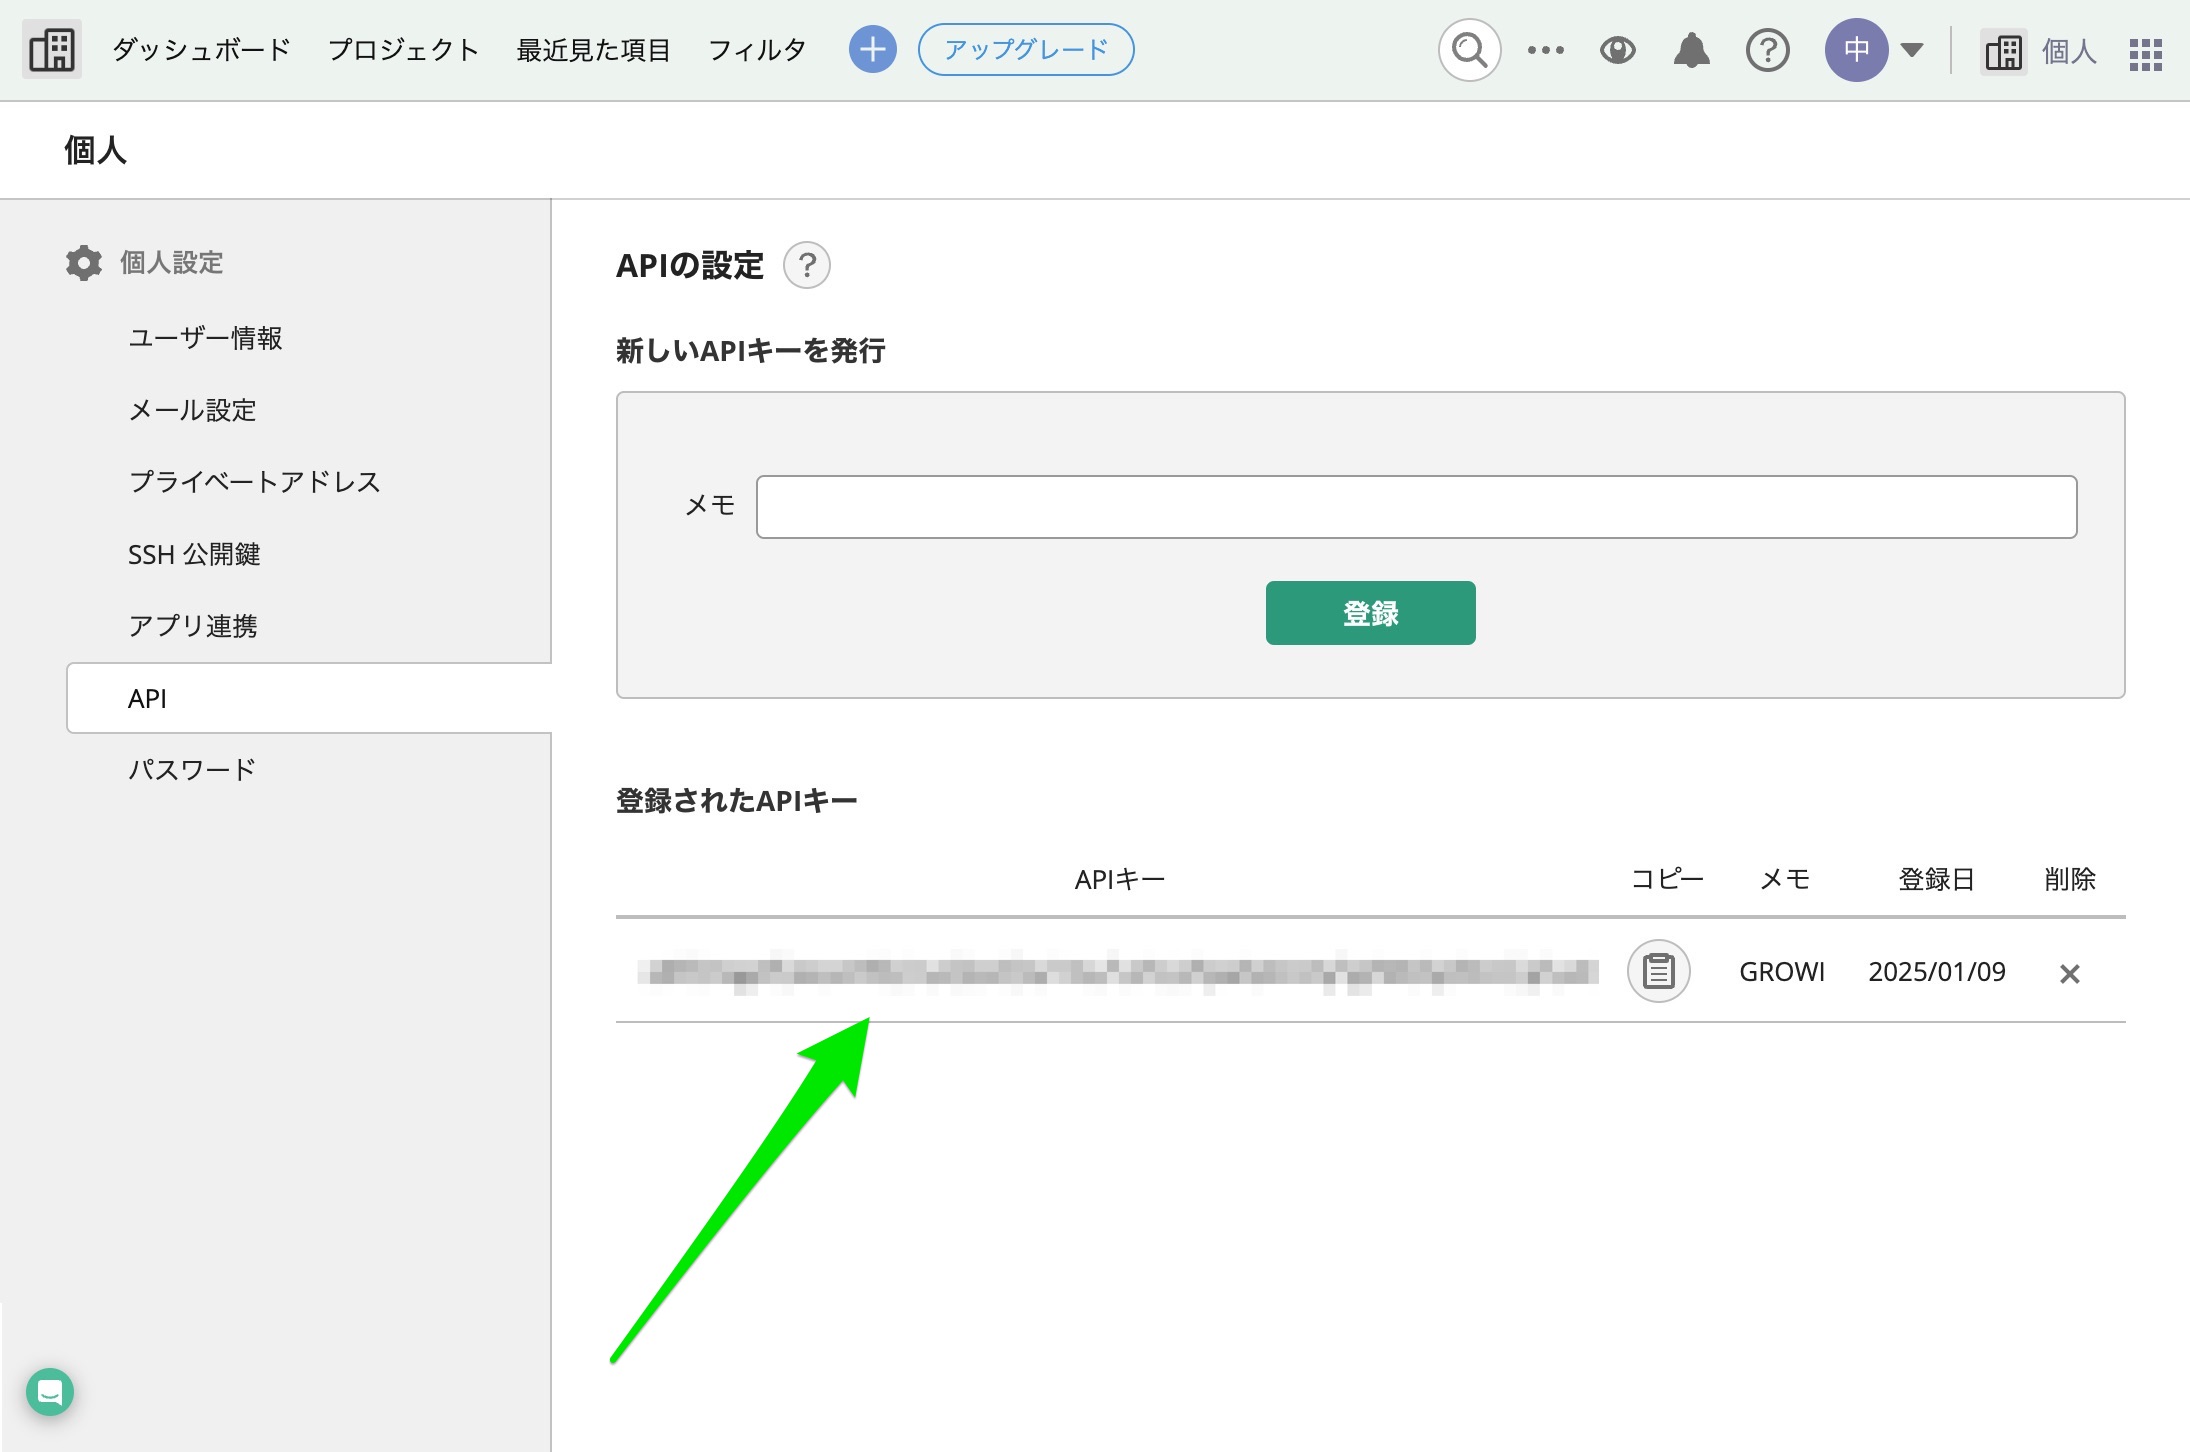 ダッシュボード プロジェクト 最近見た項目 フィルタ アップグレード 中 個人
個人
個人設定
ユーザー情報
メール設定
プライベートアドレス
SSH 公開鍵
アプリ連携
API
パスワード
APIの設定 ?
新しいAPIキーを発行
メモ
登録
登録されたAPIキー
APIキー コピー メモ 登録日 削除
GROWI 2025/01/09